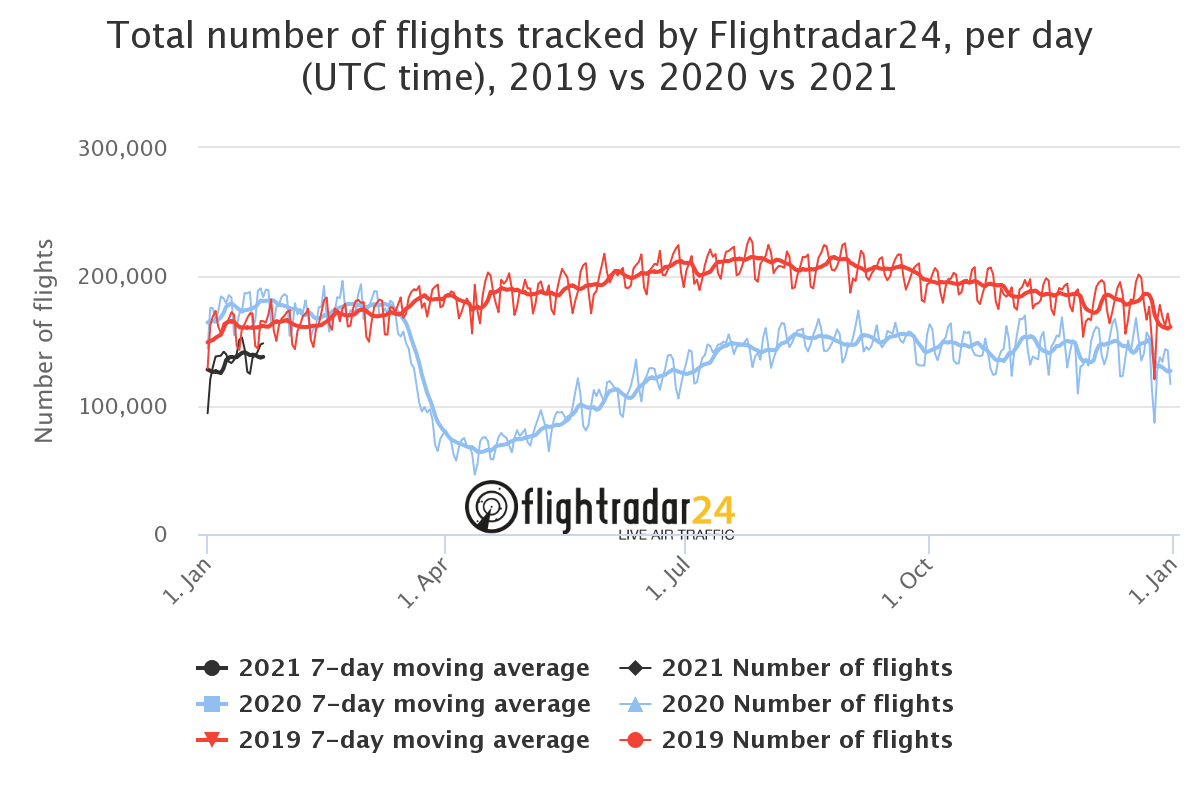 Total number of flights tracked by Flightradar24, per day
(UTC time), 2019 vs 2020 vs 2021
300,000
200,000
100,000
0
Number of flights
flightradar24
LIVE AIR TRAFFIC
1. Jan
1. Apr
1. Jul
1. Oct
1. Jan
2021 7-day moving average
2021 Number of flights
2020 7-day moving average
2020 Number of flights
2019 7-day moving average
2019 Number of flights